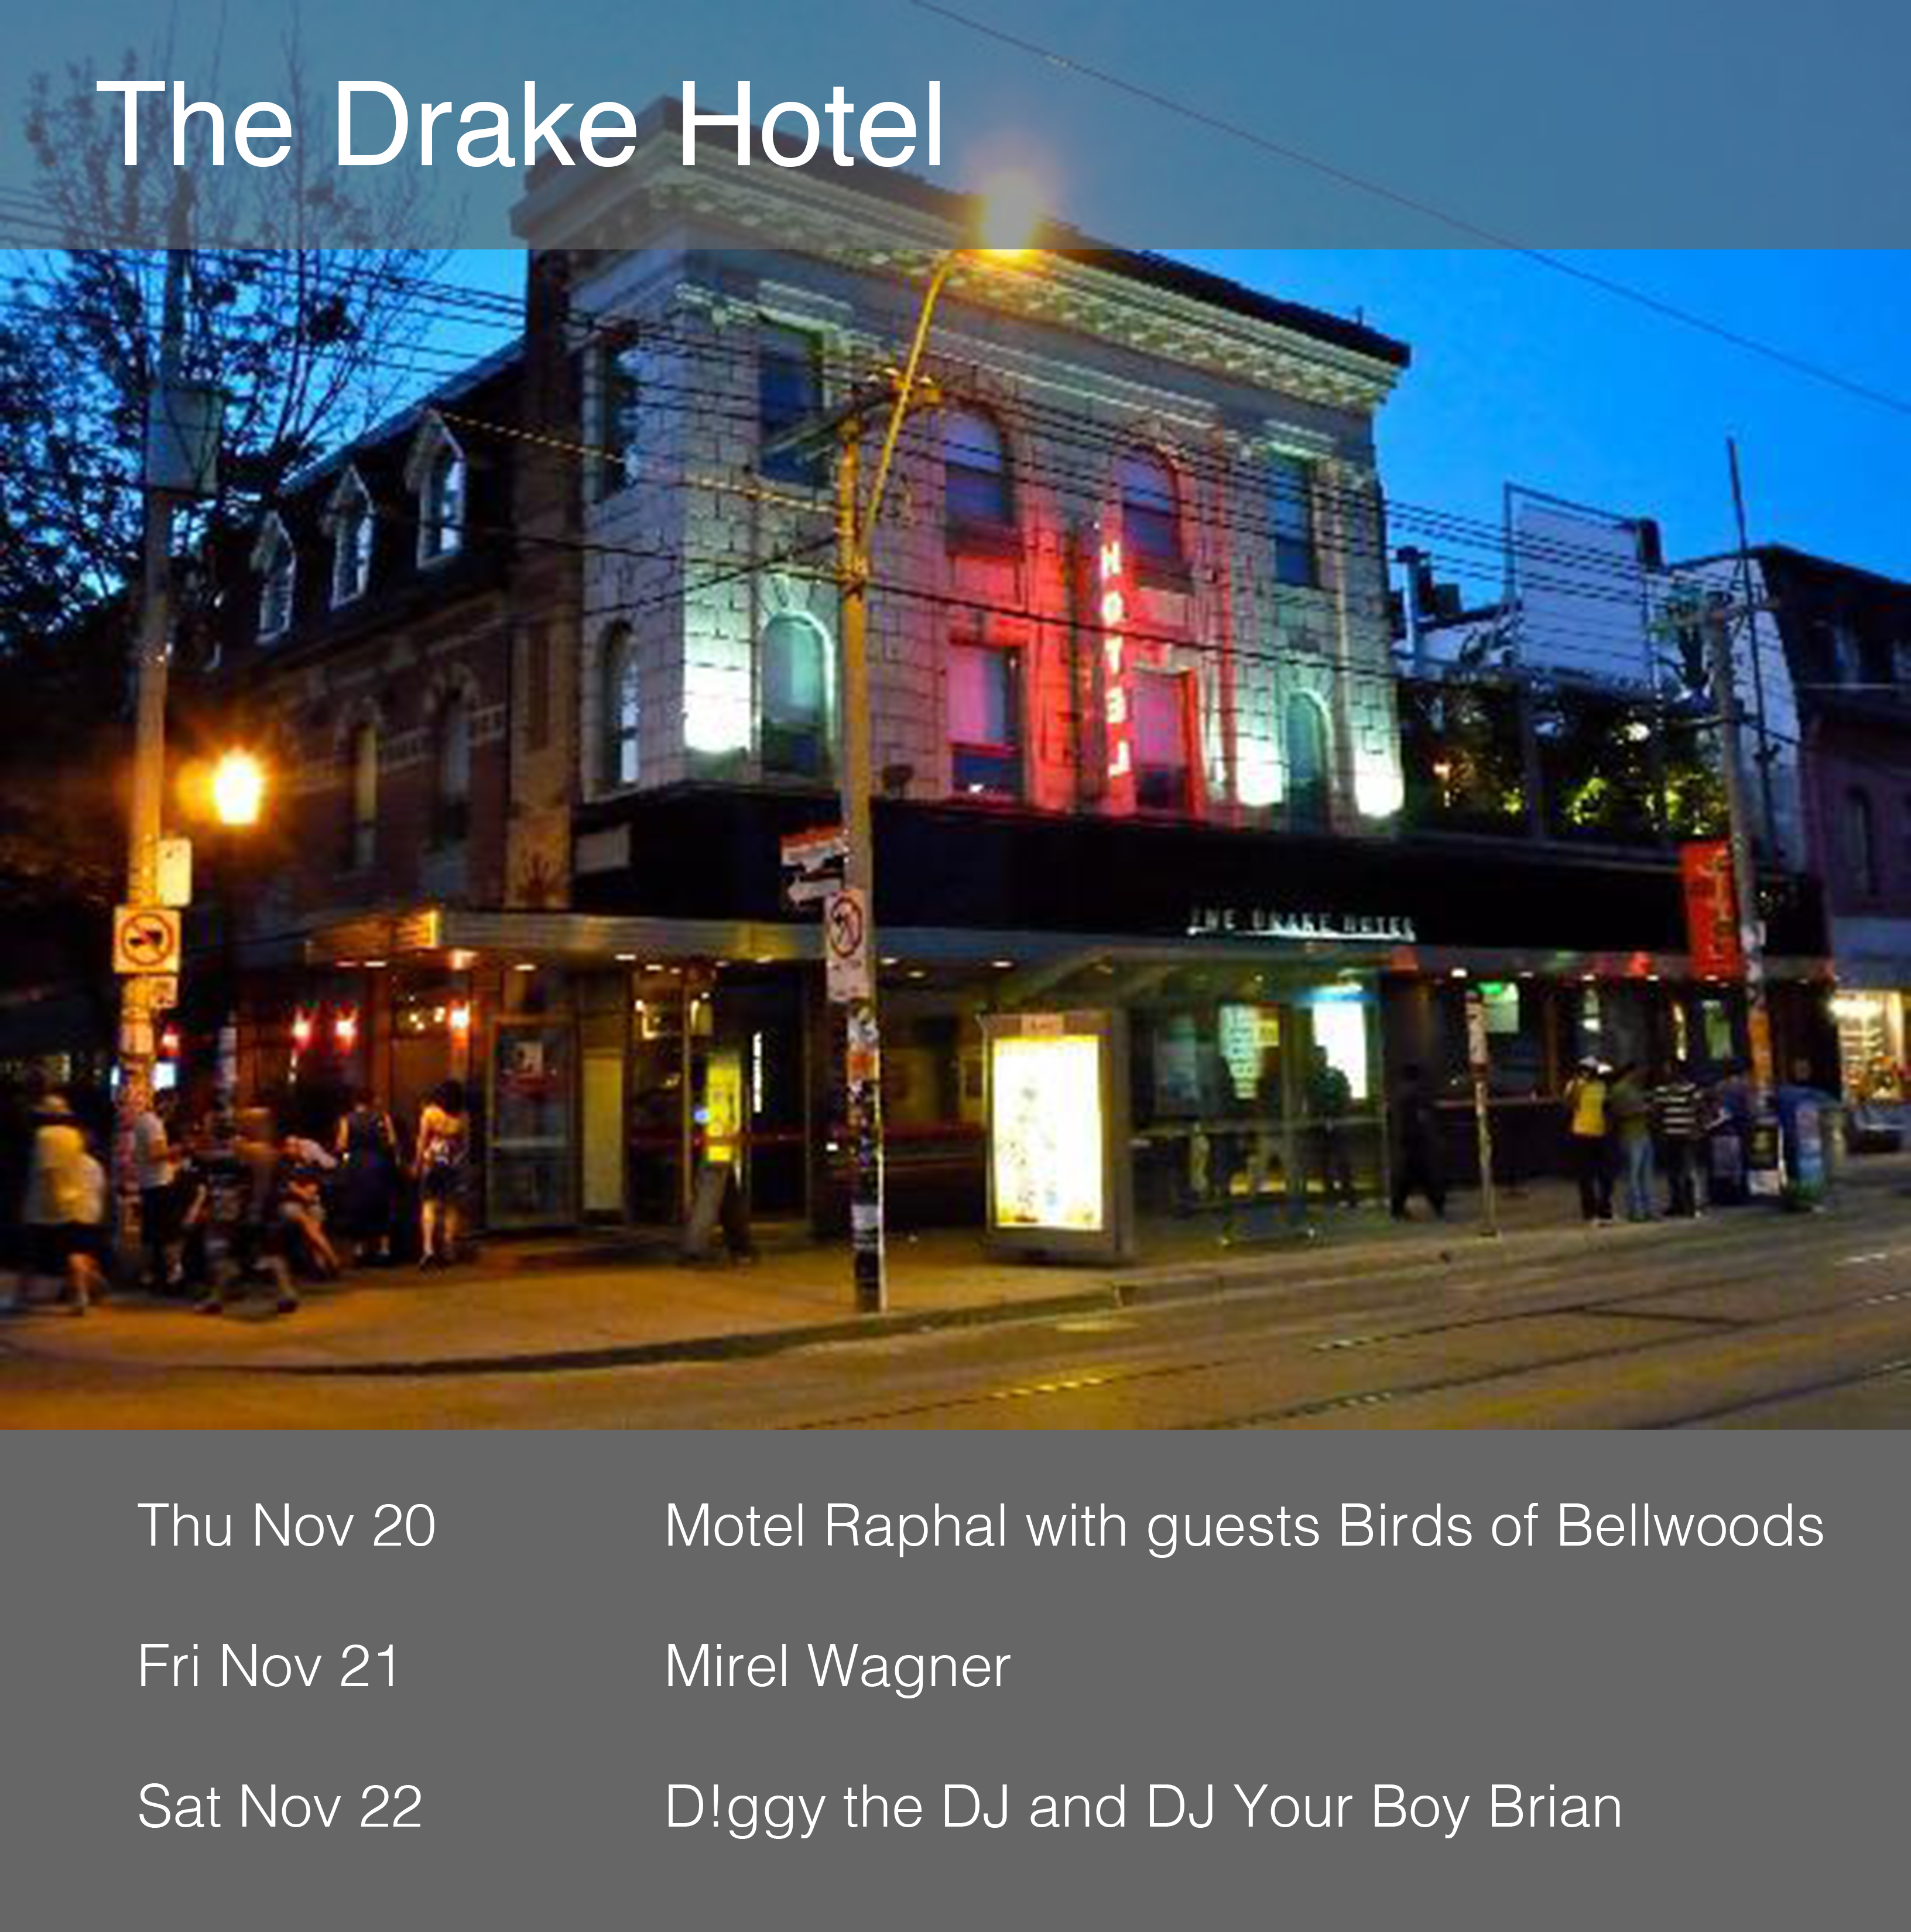 The Drake Hotel
HOTEL
THE DRAKE HOTEL
Thu Nov 20 Motel Raphal with guests Birds of Bellwoods
Fri Nov 21 Mirel Wagner
Sat Nov 22 D!ggy the DJ and DJ Your Boy Brian